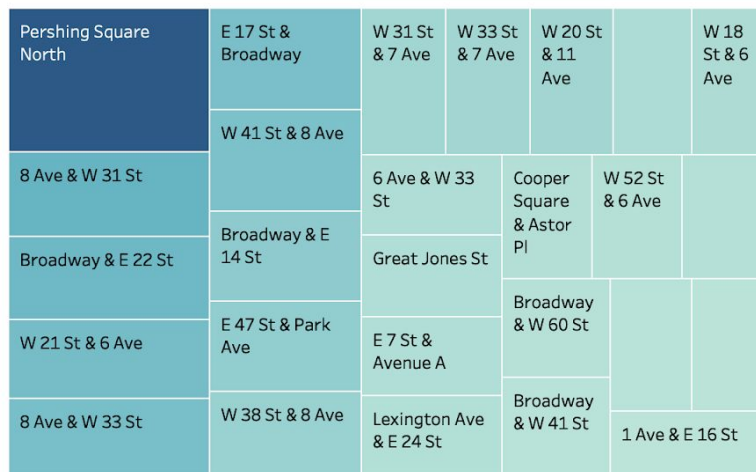 Pershing Square
North
8 Ave & W 31 St
Broadway & E 22 St
W 21 St & 6 Ave
8 Ave & W 33 St
E 17 St &
Broadway
W 41 St & 8 Ave
Broadway & E
14 St
E 47 St & Park
Ave
W 38 St & 8 Ave
W 31 St
& 7 Ave
W 33 St
& 7 Ave
W 20 St
& 11
Ave
W 18
St & 6
Ave
6 Ave & W 33
St
Great Jones St
E 7 St &
Avenue A
Lexington Ave
& E 24 St
Cooper
Square
& Astor
Pl
W 52 St
& 6 Ave
Broadway
& W 60 St
Broadway
& W 41 St
1 Ave & E 16 St